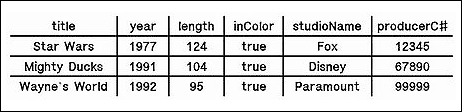 title year length inColor studioName producerC#
Star Wars 1977 124 true Fox 12345
Mighty Ducks 1991 104 true Disney 67890
Wayne's World 1992 95 true Paramount 99999